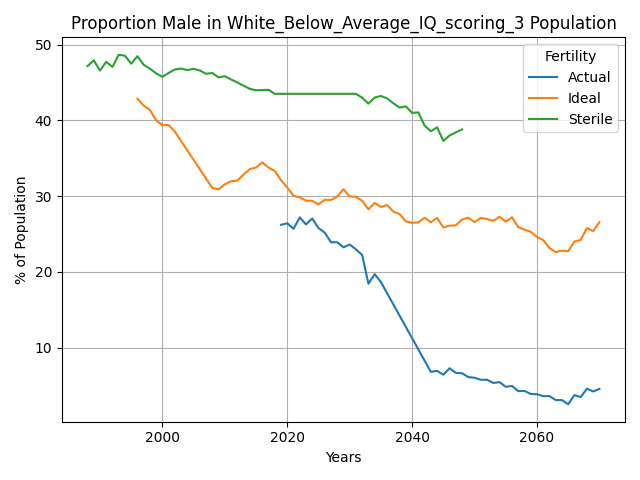 Proportion Male in White_Below_Average_IQ_scoring_3 Population
% of Population
50
40
30
20
10
Fertility
Actual
Ideal
Sterile
2000 2020 2040 2060
Years